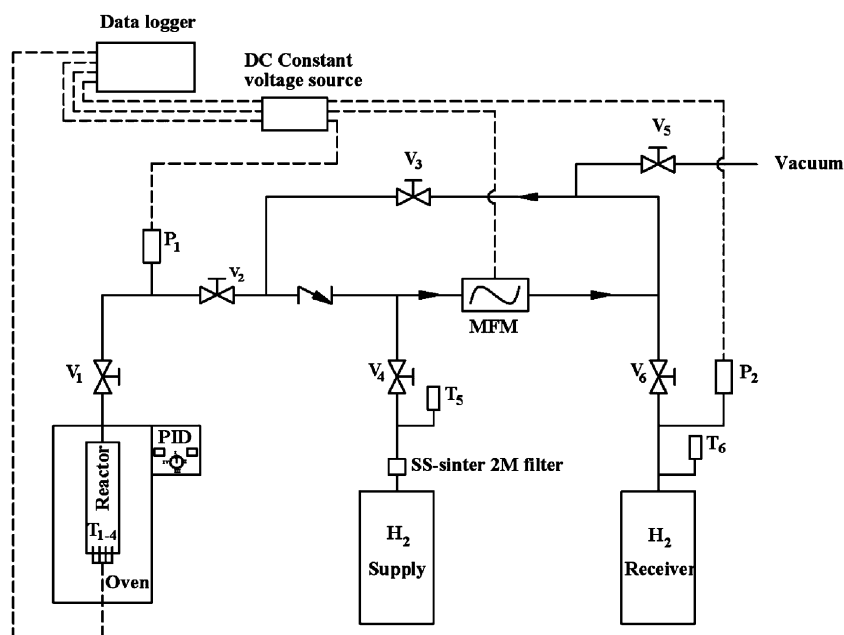 Data logger
DC Constant
voltage source
V5
Vacuum
V3
P1
V2
MFM
V1
V4
V6
P2
T5
T6
PID
SS-sinter 2M filter
Reactor
T1-4
Oven
H2
Supply
H2
Receiver